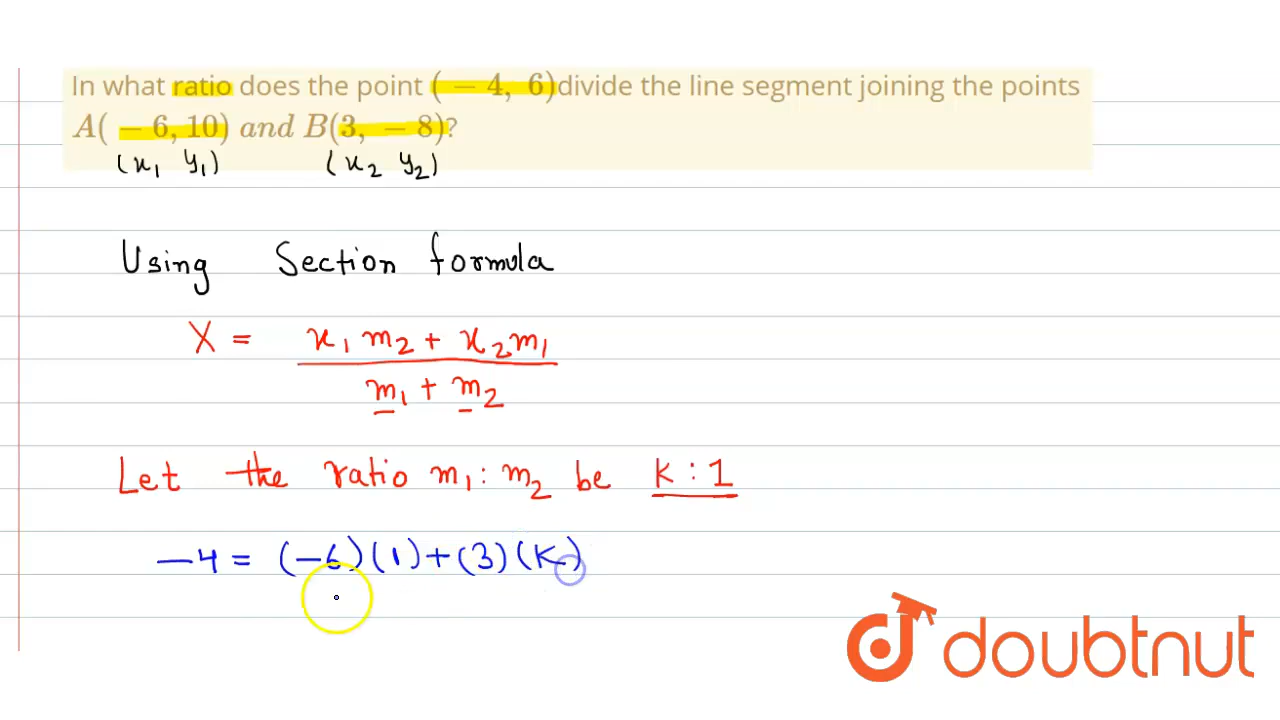 In what ratio does the point (−4, 6)divide the line segment joining the points
A(−6,10) and B(3, −8)?
(x₁ y₁) (x₂ y₂)
Using Section formula
X = x₁ m₂ + x₂ m₁
m₁ + m₂
Let the ratio m₁ : m₂ be K : 1
−4 = (−6)(1)+(3)(K)
doubtnut